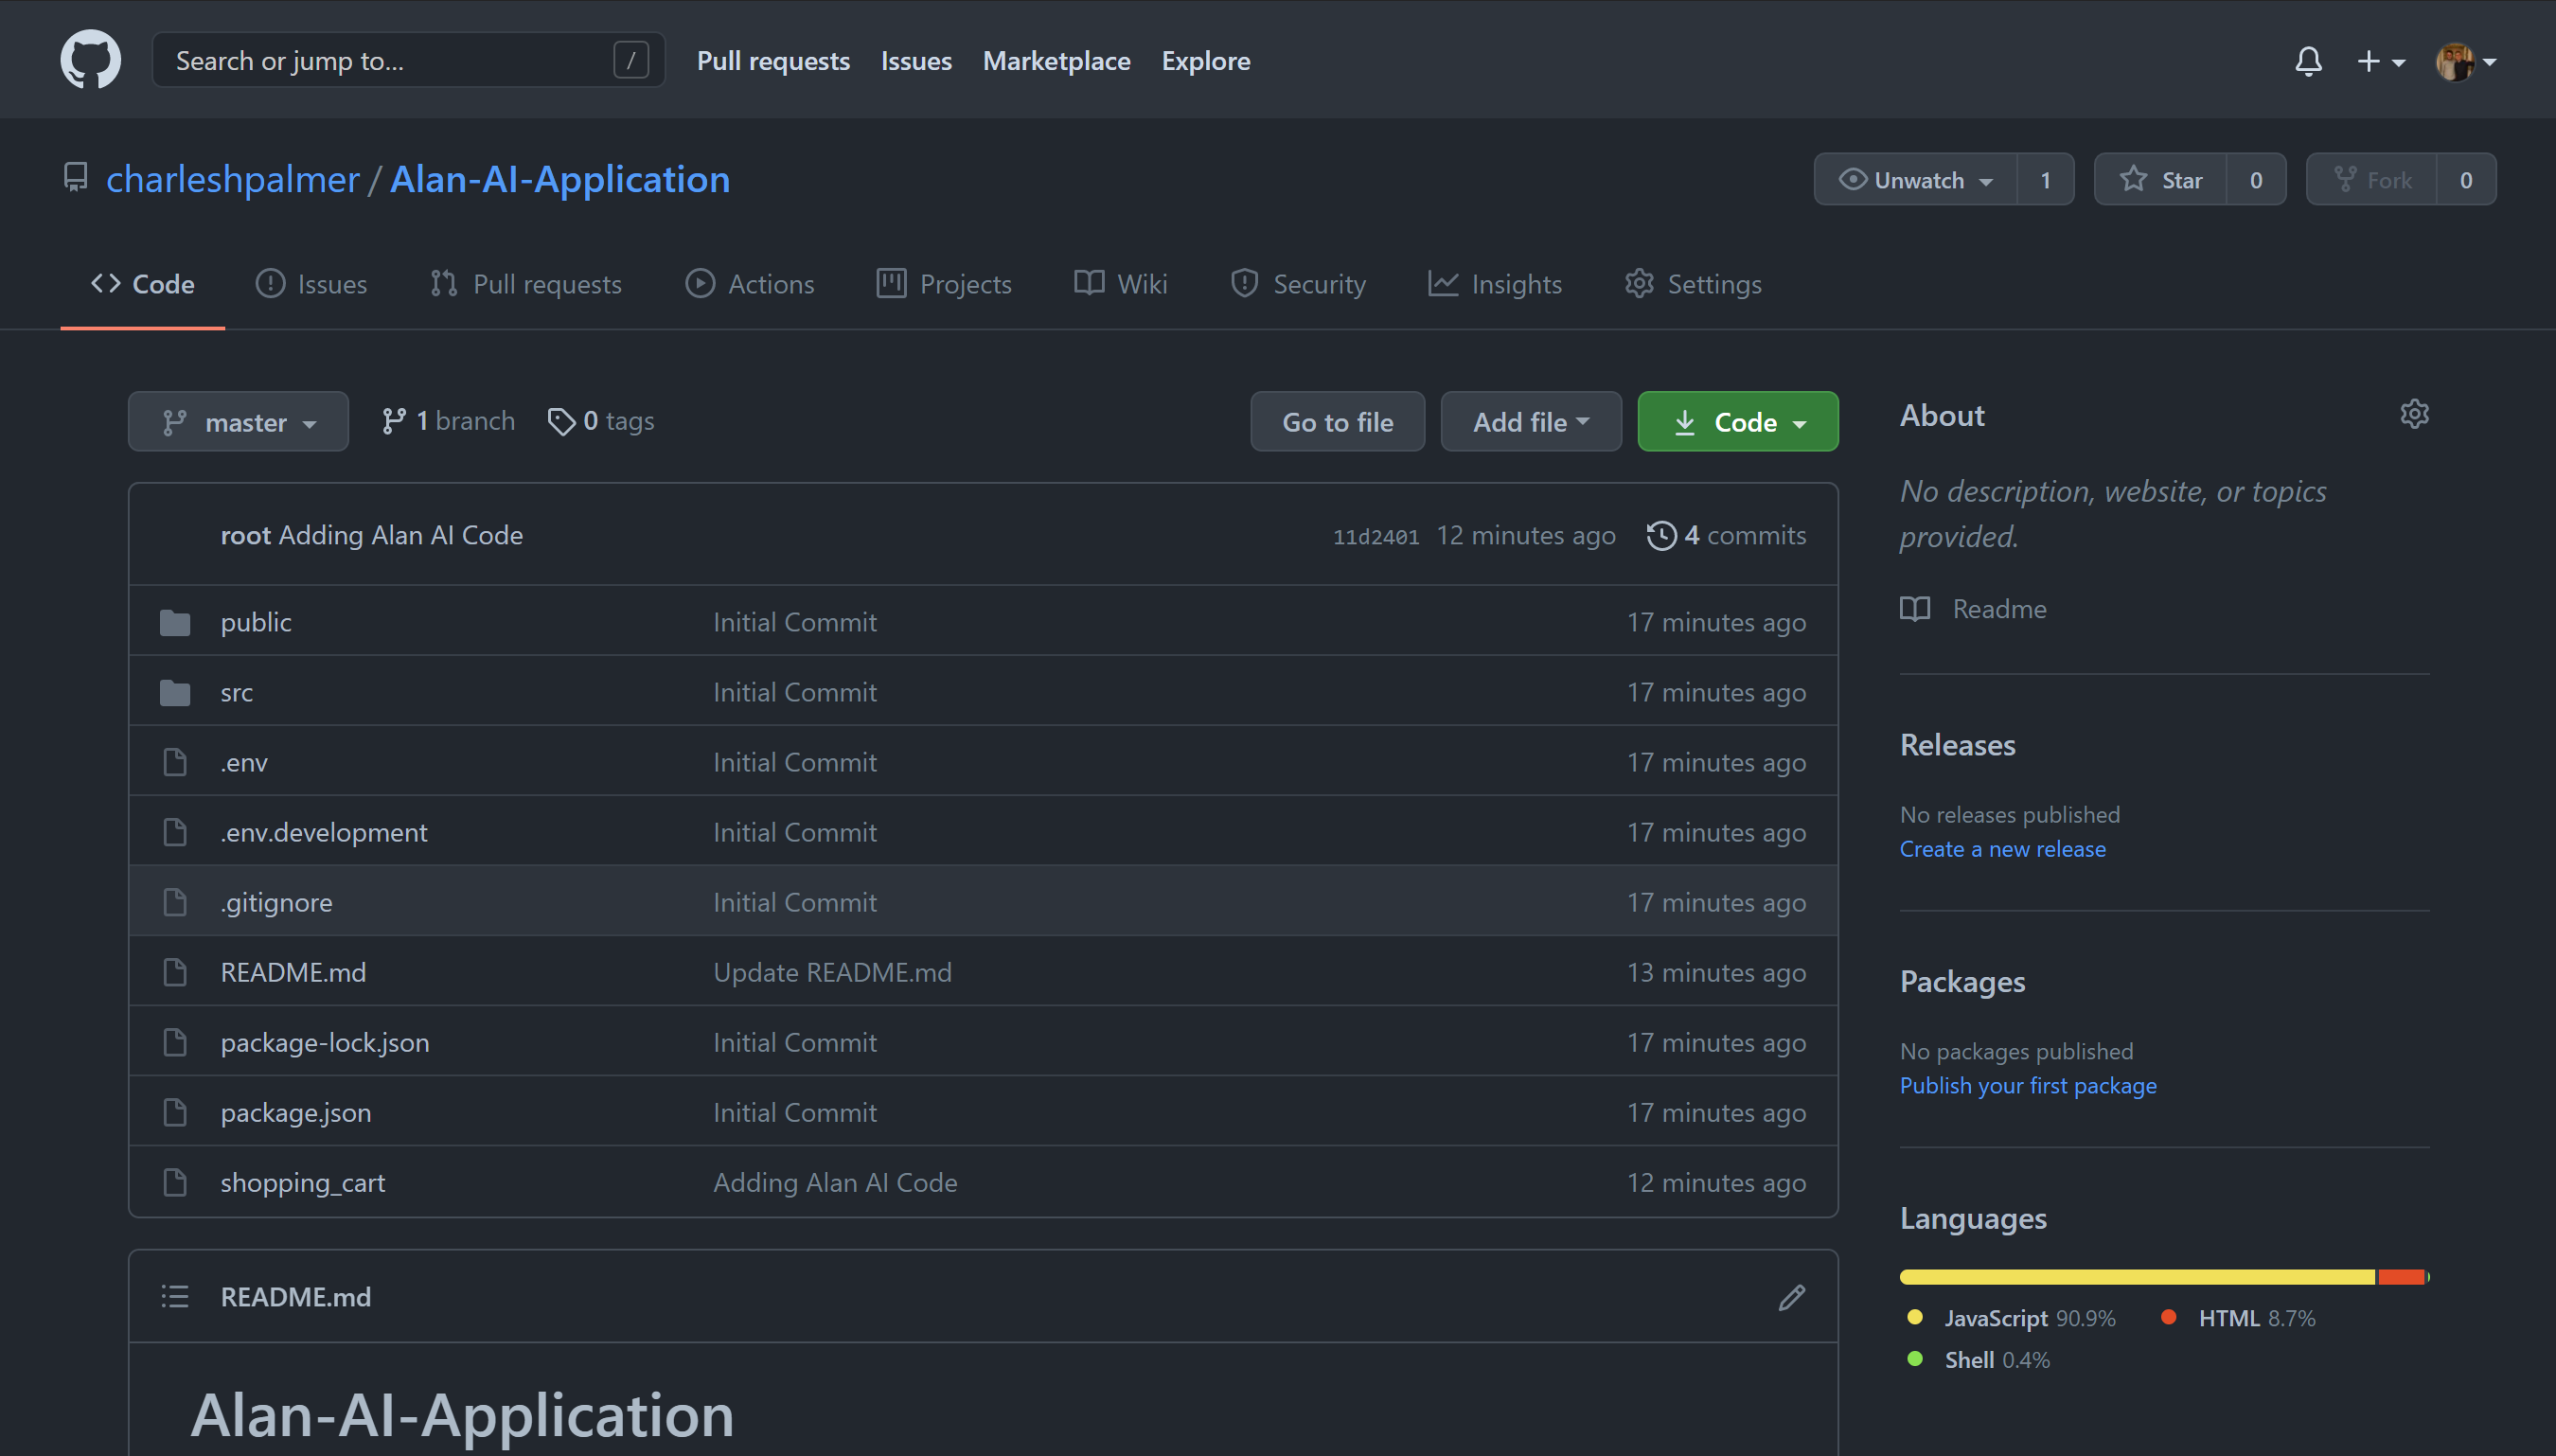 Search or jump to... /
Pull requests Issues Marketplace Explore
charleshpalmer / Alan-AI-Application
Unwatch 1 Star 0 Fork 0
Code Issues Pull requests Actions Projects Wiki Security Insights Settings
master 1 branch 0 tags
Go to file Add file Code
root Adding Alan AI Code 11d2401 12 minutes ago 4 commits
public Initial Commit 17 minutes ago
src Initial Commit 17 minutes ago
.env Initial Commit 17 minutes ago
.env.development Initial Commit 17 minutes ago
.gitignore Initial Commit 17 minutes ago
README.md Update README.md 13 minutes ago
package-lock.json Initial Commit 17 minutes ago
package.json Initial Commit 17 minutes ago
shopping_cart Adding Alan AI Code 12 minutes ago
README.md
Alan-AI-Application
About
No description, website, or topics
provided.
Readme
Releases
No releases published
Create a new release
Packages
No packages published
Publish your first package
Languages
JavaScript 90.9% HTML 8.7%
Shell 0.4%